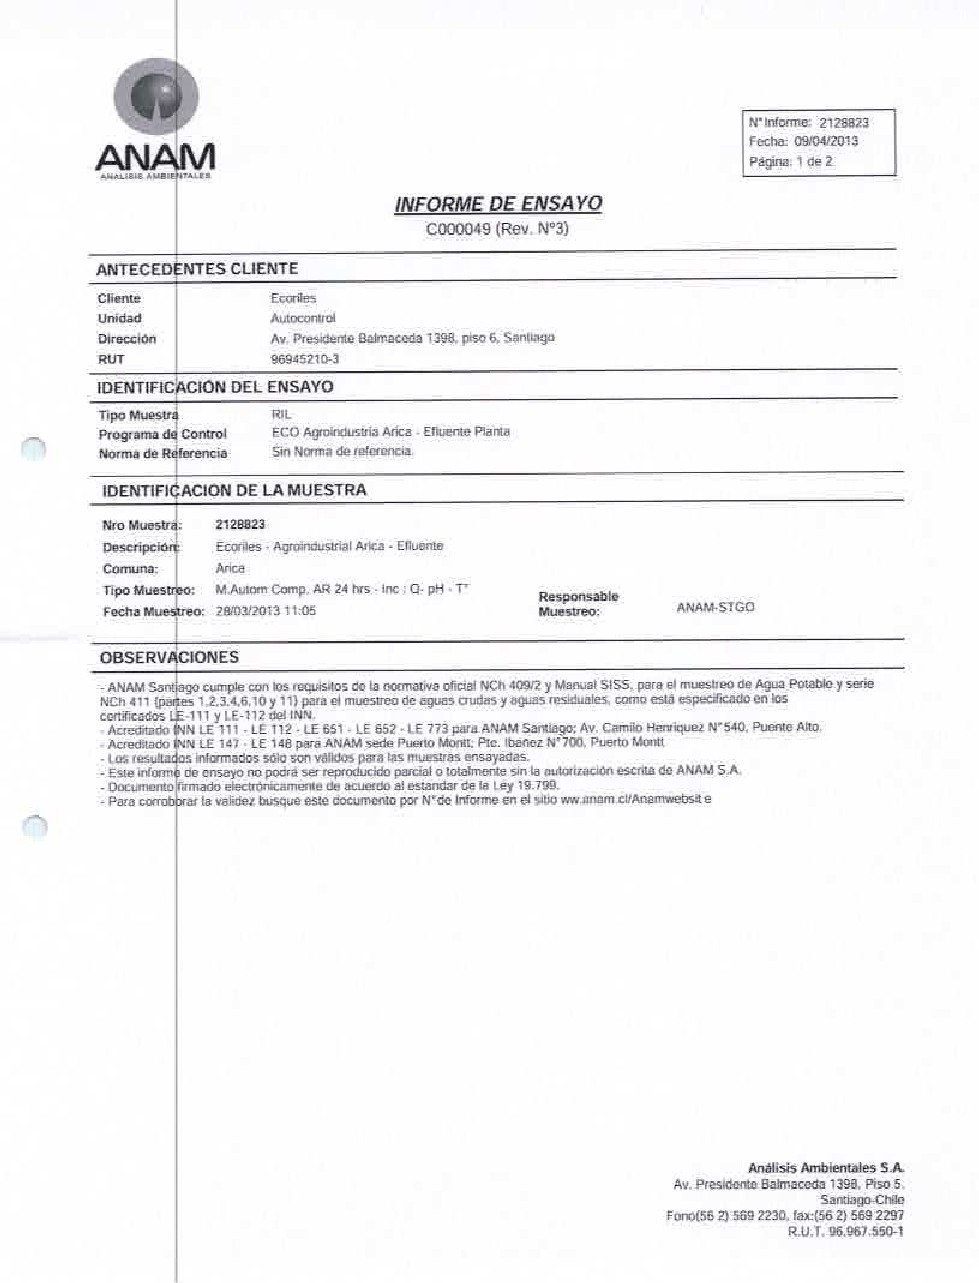 ANAM
ANALISIS AMBIENTALES
N° Informe: 2128823
Fecha: 09/04/2013
Página: 1 de 2
INFORME DE ENSAYO
C000049 (Rev. N°3)
ANTECEDENTES CLIENTE
Cliente Ecoriles
Unidad Autocontrol
Dirección Av. Presidente Balmaceda 1398, piso 6, Santiago
RUT 96945210-3
IDENTIFICACIÓN DEL ENSAYO
Tipo Muestra RIL
Programa de Control ECO Agroindustria Arica - Efluente Planta
Norma de Referencia Sin Norma de referencia.
IDENTIFICACION DE LA MUESTRA
Nro Muestra: 2128823
Descripción: Ecoriles - Agroindustrial Arica - Efluente
Comuna: Arica
Tipo Muestreo: M.Autom Comp. AR 24 hrs - Inc : Q- pH - T°
Fecha Muestreo: 28/03/2013 11:05
Responsable Muestreo: ANAM-STGO
OBSERVACIONES
- ANAM Santiago cumple con los requisitos de la normativa oficial NCh 409/2 y Manual SISS, para el muestreo de Agua Potable y serie
NCh 411 (partes 1,2,3,4,6,10 y 11) para el muestreo de aguas crudas y aguas residuales, como está especificado en los
certificados LE-111 y LE-112 del INN.
- Acreditado INN LE 111 - LE 112 - LE 651 - LE 652 - LE 773 para ANAM Santiago; Av. Camilo Henriquez N°540, Puente Alto.
- Acreditado INN LE 147 - LE 148 para ANAM sede Puerto Montt; Pte. Ibanez N°700, Puerto Montt
- Los resultados informados sólo son válidos para las muestras ensayadas.
- Este informe de ensayo no podrá ser reproducido parcial o totalmente sin la autorización escrita de ANAM S.A.
- Documento firmado electrónicamente de acuerdo al estandar de la Ley 19.799.
- Para corroborar la validez busque este documento por N°de Informe en el sitio ww.anam.cl/Anamwebsit e
Análisis Ambientales S.A.
Av. Presidente Balmaceda 1398, Piso 5.
Santiago-Chile
Fono(56 2) 569 2230, fax:(56 2) 569 2297
R.U.T. 96.967.550-1